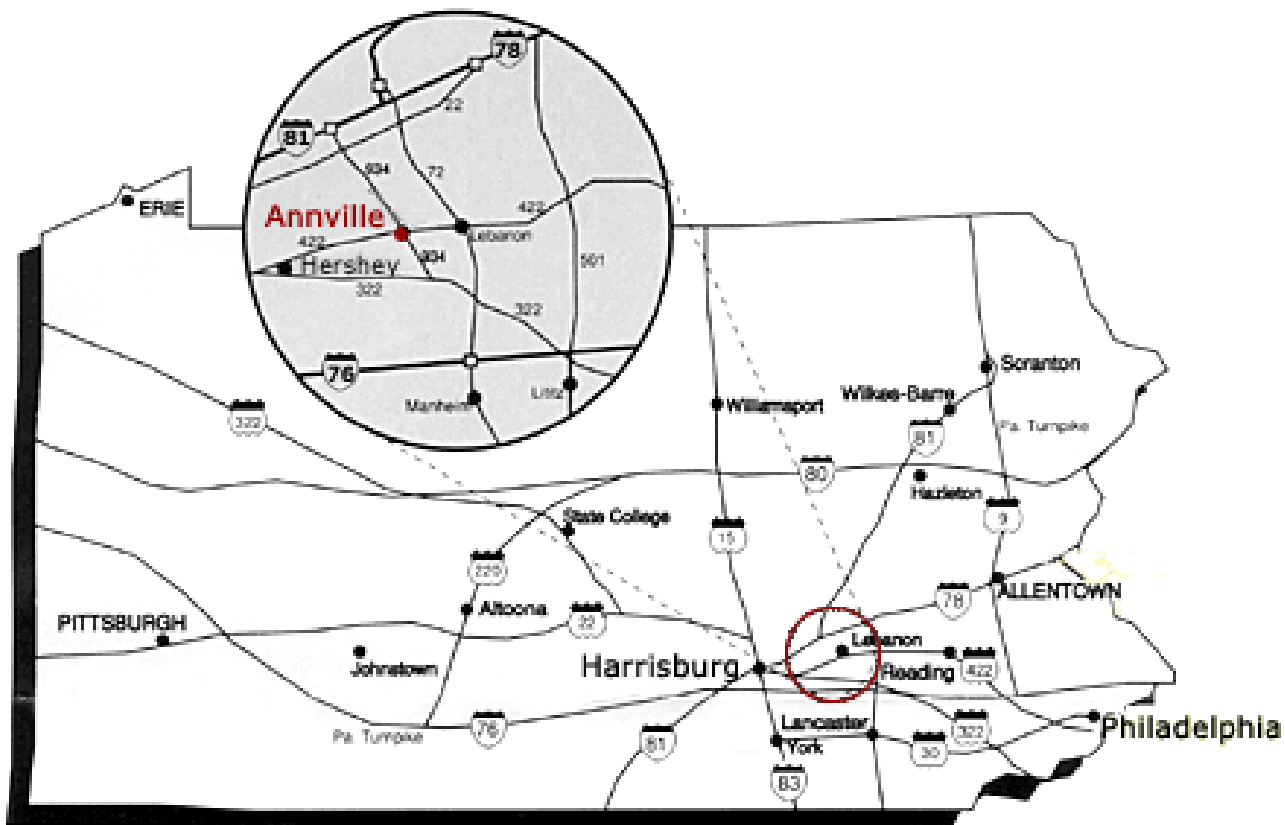 78
22
81
934
72
ERIE
Annville
422
Lebanon
422
934
Hershey
501
322
322
76
Manheim
Lititz
Scranton
Wilkes-Barre
Williamsport
322
81
Pa. Turnpike
80
Hazleton
State College
9
15
220
ALLENTOWN
78
Altoona
22
PITTSBURGH
Lebanon
Johnstown
Harrisburg
Reading
422
Lancaster
322
Philadelphia
76
Pa. Turnpike
81
York
30
83